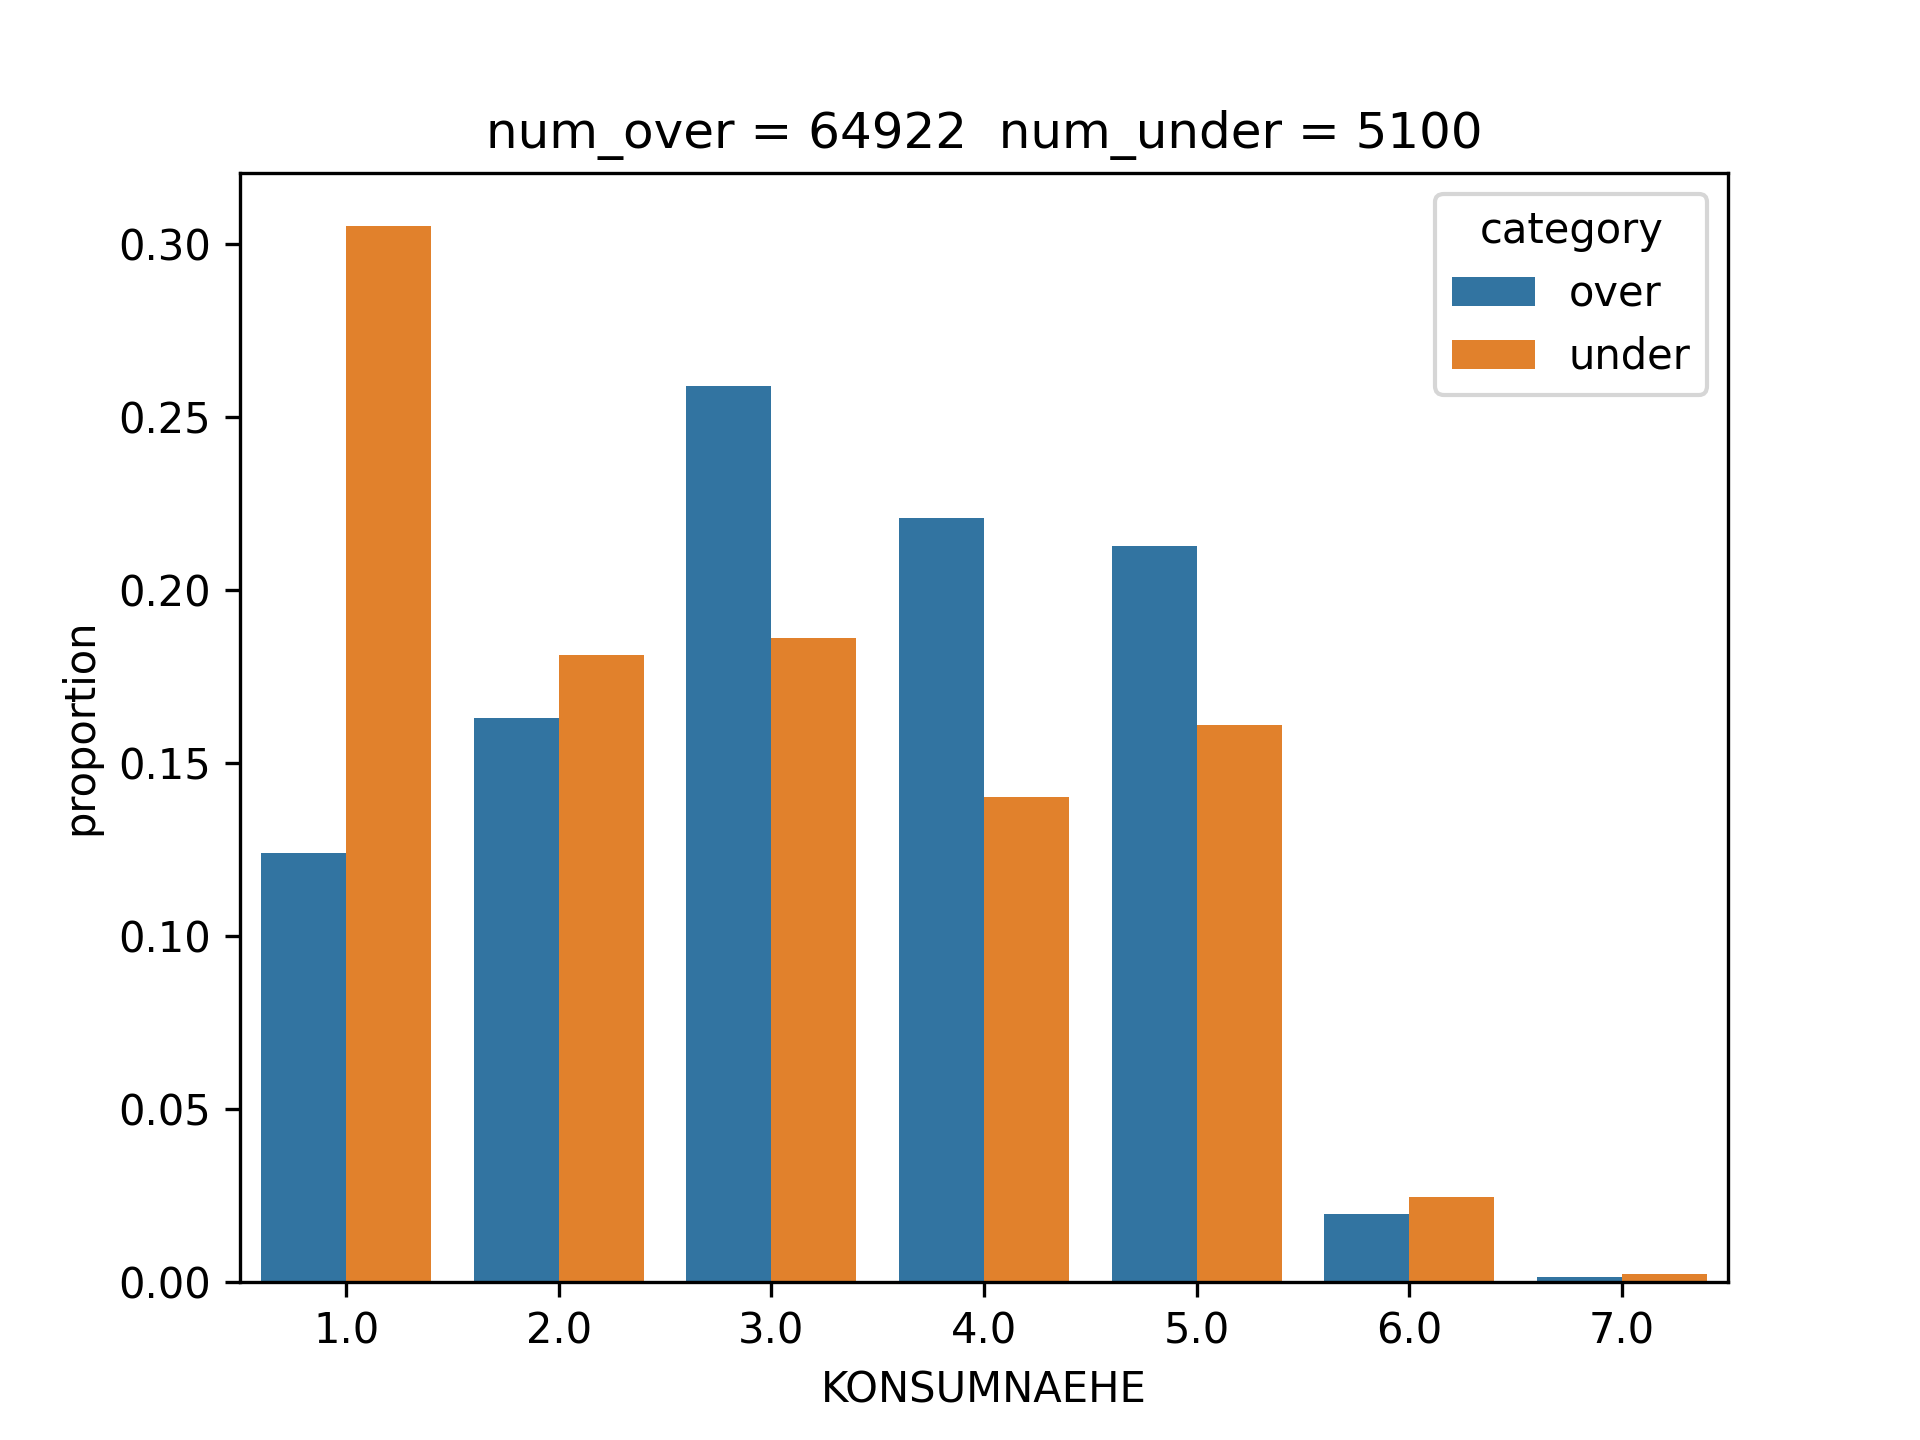 num_over = 64922  num_under = 5100
category
over
under
0.30
0.25
0.20
0.15
0.10
0.05
0.00
proportion
1.0 2.0 3.0 4.0 5.0 6.0 7.0
KONSUMNAEHE